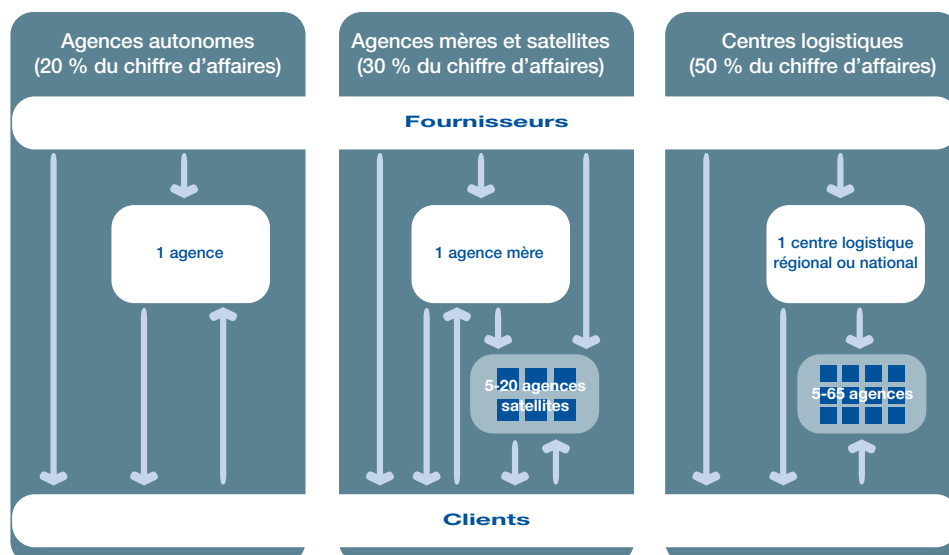 Agences autonomes
(20 % du chiffre d'affaires)
Agences mères et satellites
(30 % du chiffre d'affaires)
Centres logistiques
(50 % du chiffre d'affaires)
Fournisseurs
1 agence
1 agence mère
1 centre logistique
régional ou national
5-20 agences
satellites
5-65 agences
Clients